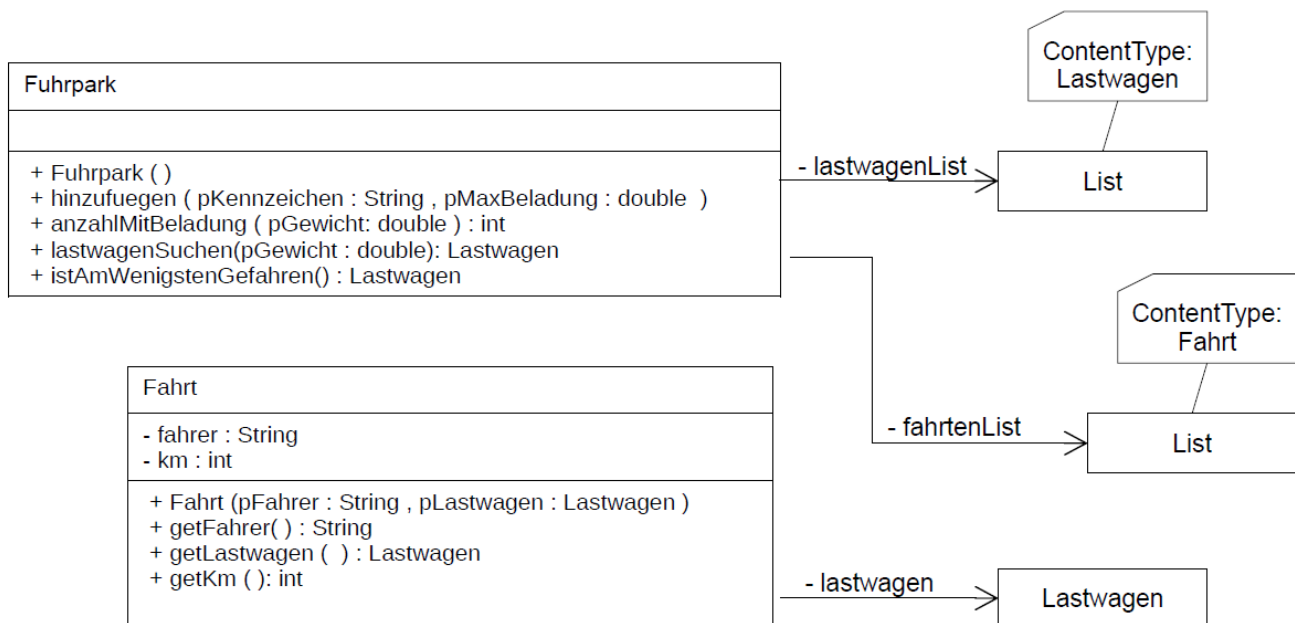 Fuhrpark
+ Fuhrpark ( )
+ hinzufuegen ( pKennzeichen : String , pMaxBeladung : double )
+ anzahlMitBeladung ( pGewicht: double ) : int
+ lastwagenSuchen(pGewicht : double): Lastwagen
+ istAmWenigstenGefahren() : Lastwagen
- lastwagenList
ContentType:
Lastwagen
List
ContentType:
Fahrt
- fahrtenList
List
Fahrt
- fahrer : String
- km : int
+ Fahrt (pFahrer : String , pLastwagen : Lastwagen )
+ getFahrer( ) : String
+ getLastwagen ( ) : Lastwagen
+ getKm ( ): int
- lastwagen
Lastwagen